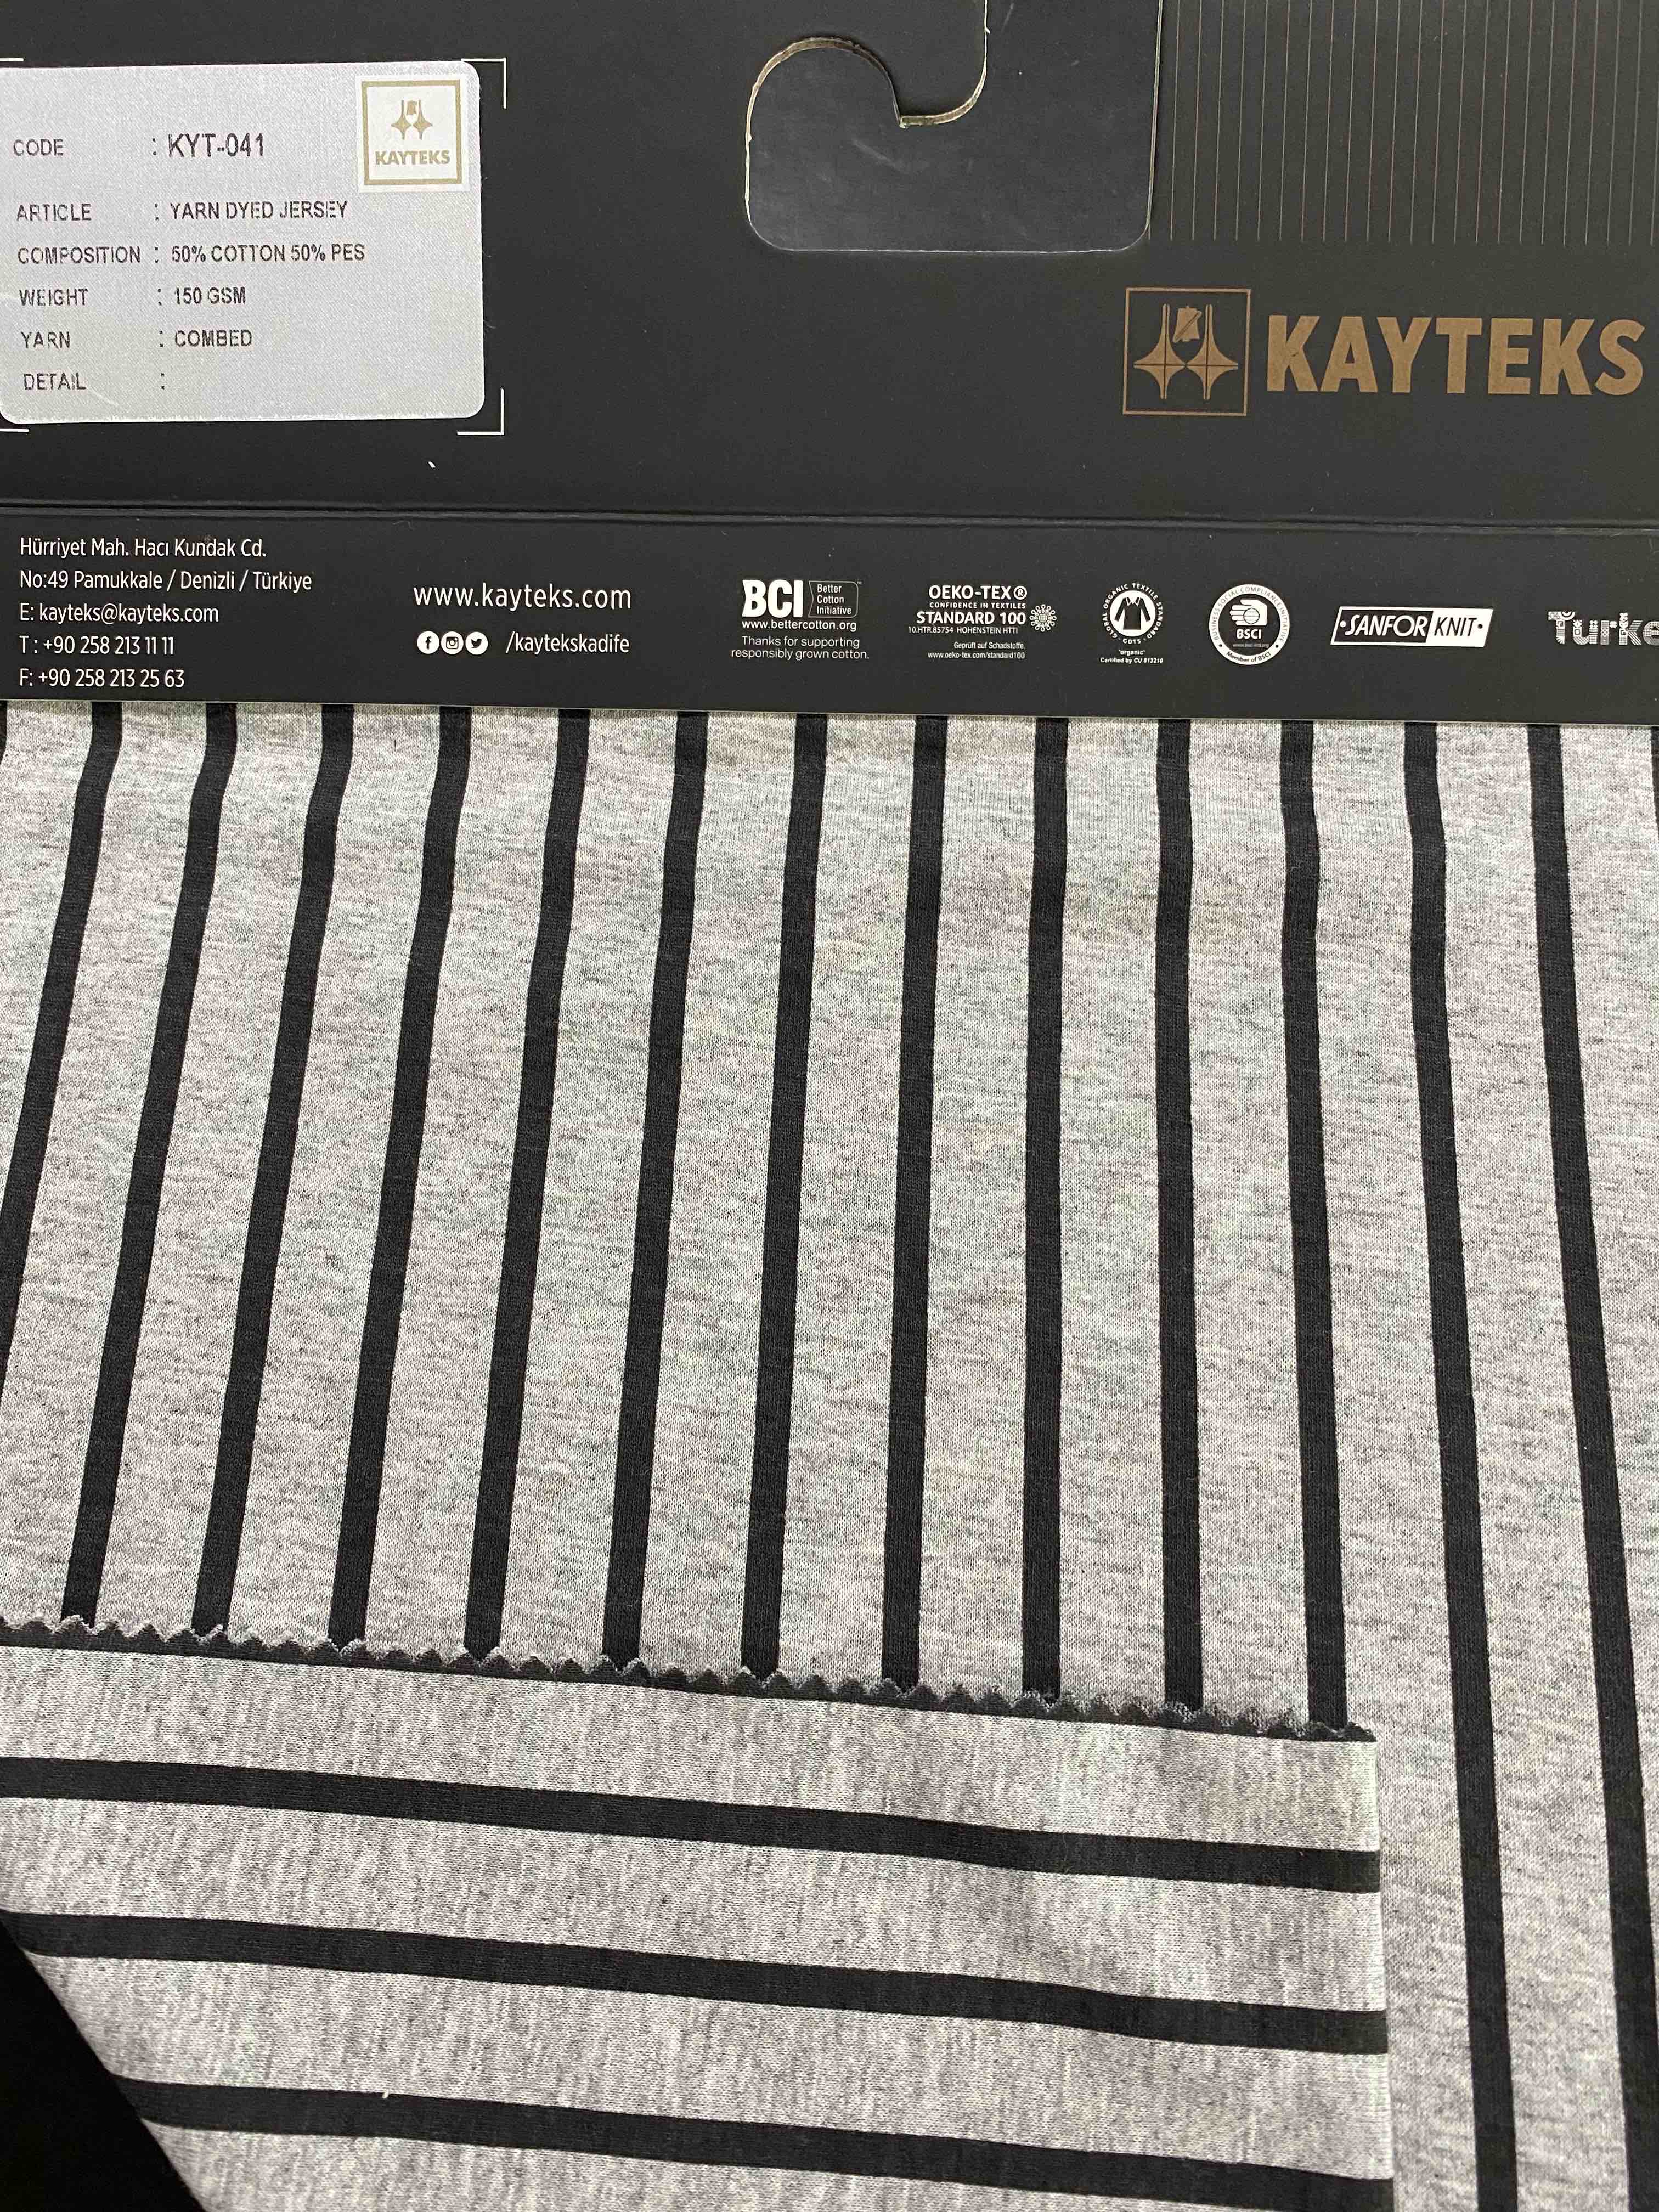 CODE : KYT-041
KAYTEKS
ARTICLE : YARN DYED JERSEY
COMPOSITION : 50% COTTON 50% PES
WEIGHT : 150 GSM
YARN : COMBED
DETAIL :
KAYTEKS
Hürriyet Mah. Hacı Kundak Cd.
No:49 Pamukkale / Denizli / Türkiye
E: kayteks@kayteks.com
T : +90 258 213 11 11
F: +90 258 213 25 63
www.kayteks.com
/kaytekskadife
BCI Better
Cotton
Initiative
www.bettercotton.org
Thanks for supporting
responsibly grown cotton.
OEKO-TEX®
CONFIDENCE IN TEXTILES
STANDARD 100
10.HTR.85754 HOHENSTEIN HTTI
Geprüft auf Schadstoffe.
www.oeko-tex.com/standard100
GLOBAL ORGANIC TEXTILE STANDARD
· GOTS ·
'organic'
Certified by CU 813210
BSCI
Member of BSCI
·SANFOR KNIT·
Turke